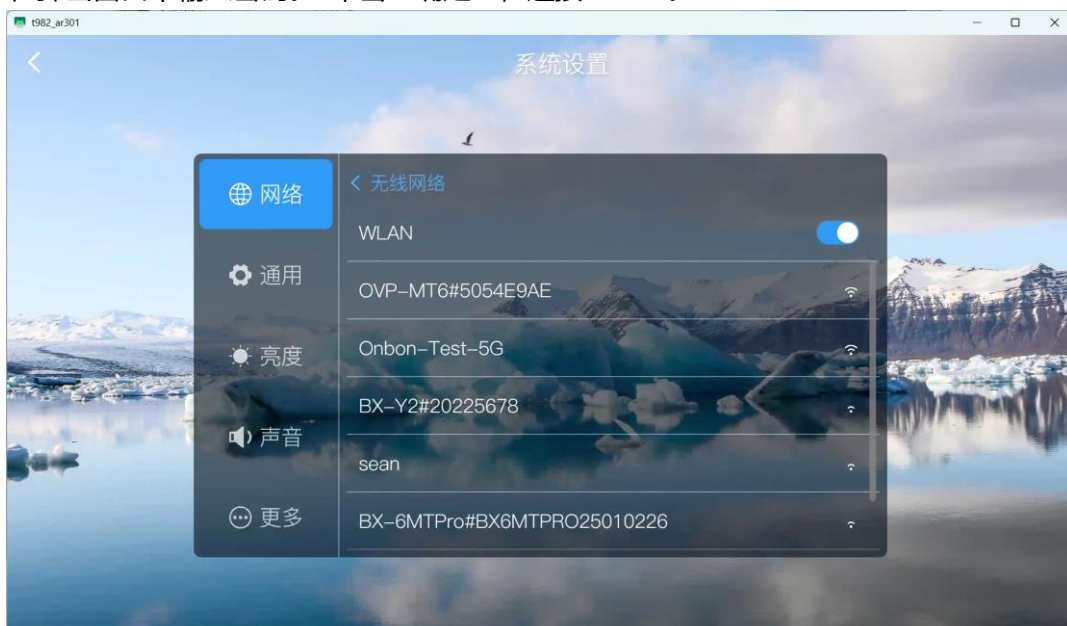 t982_ar301
系统设置
网络
无线网络
WLAN
通用
OVP-MT6#5054E9AE
亮度
Onbon-Test-5G
BX-Y2#20225678
声音
sean
更多
BX-6MTPro#BX6MTPRO25010226